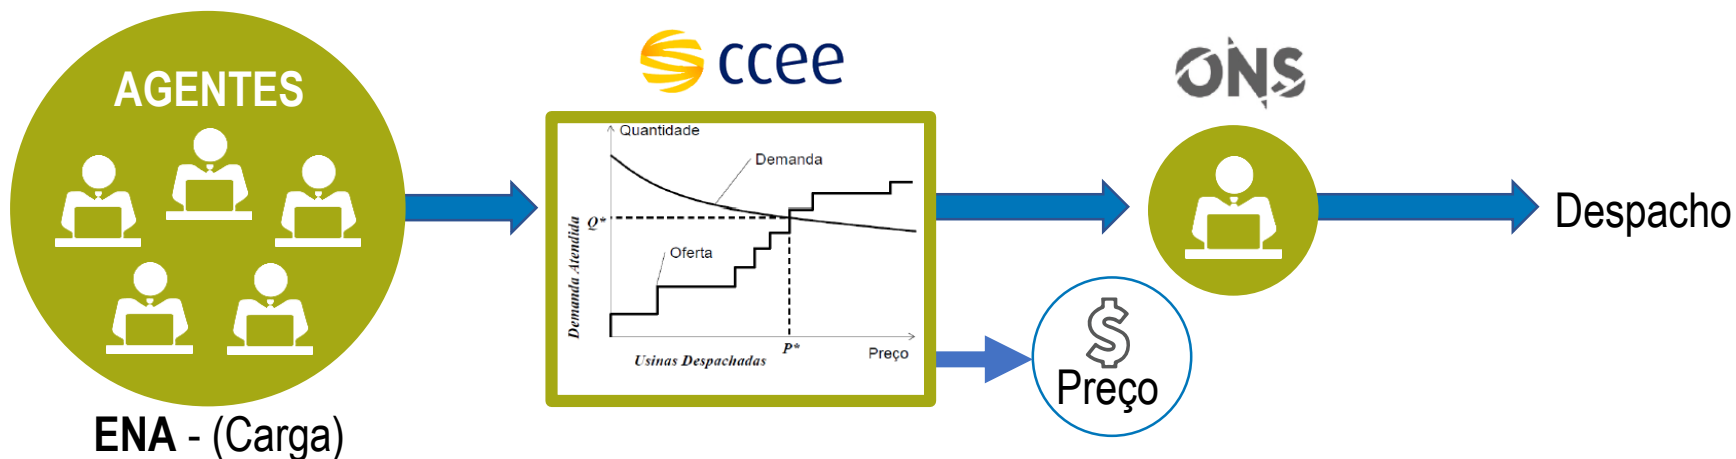 AGENTES
ENA - (Carga)
ccee
Quantidade
Demanda
Q*
Oferta
Demanda Atendida
P*
Preço
Usinas Despachadas
ONS
$
Preço
Despacho